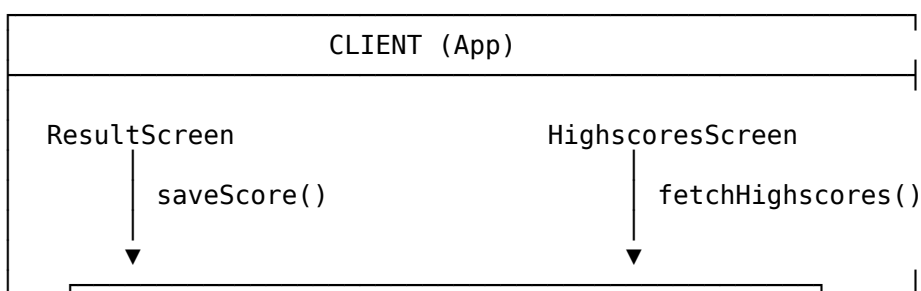 CLIENT (App)
ResultScreen HighscoresScreen
saveScore() fetchHighscores()